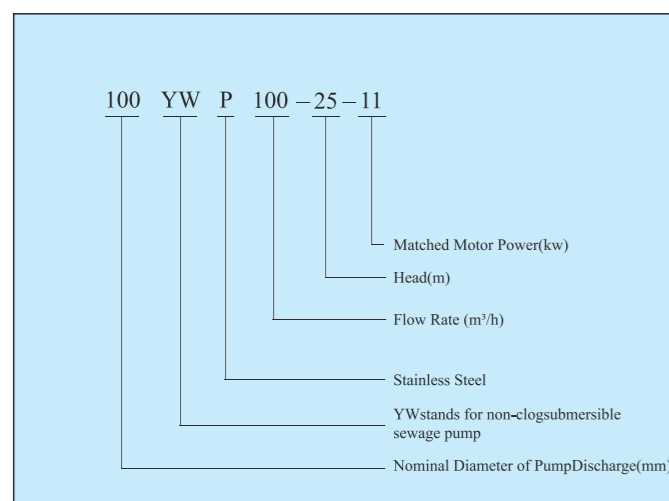 100 YW P 100 – 25 – 11
Matched Motor Power(kw)
Head(m)
Flow Rate (m³/h)
Stainless Steel
YWstands for non-clogsubmersible
sewage pump
Nominal Diameter of PumpDischarge(mm)